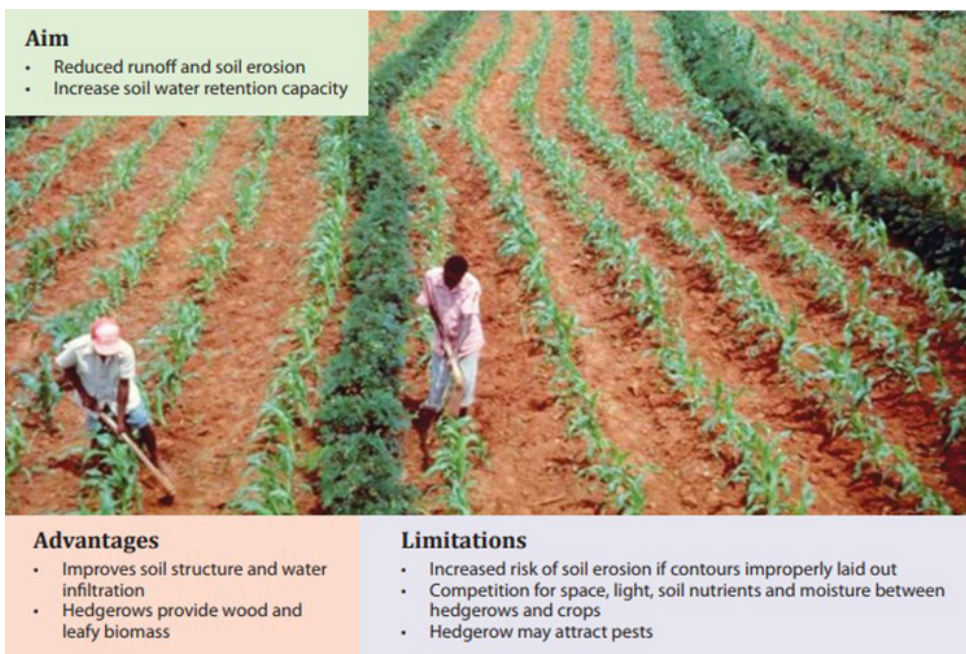 Aim
• Reduced runoff and soil erosion
• Increase soil water retention capacity
Advantages
• Improves soil structure and water
infiltration
• Hedgerows provide wood and
leafy biomass
Limitations
• Increased risk of soil erosion if contours improperly laid out
• Competition for space, light, soil nutrients and moisture between
hedgerows and crops
• Hedgerow may attract pests